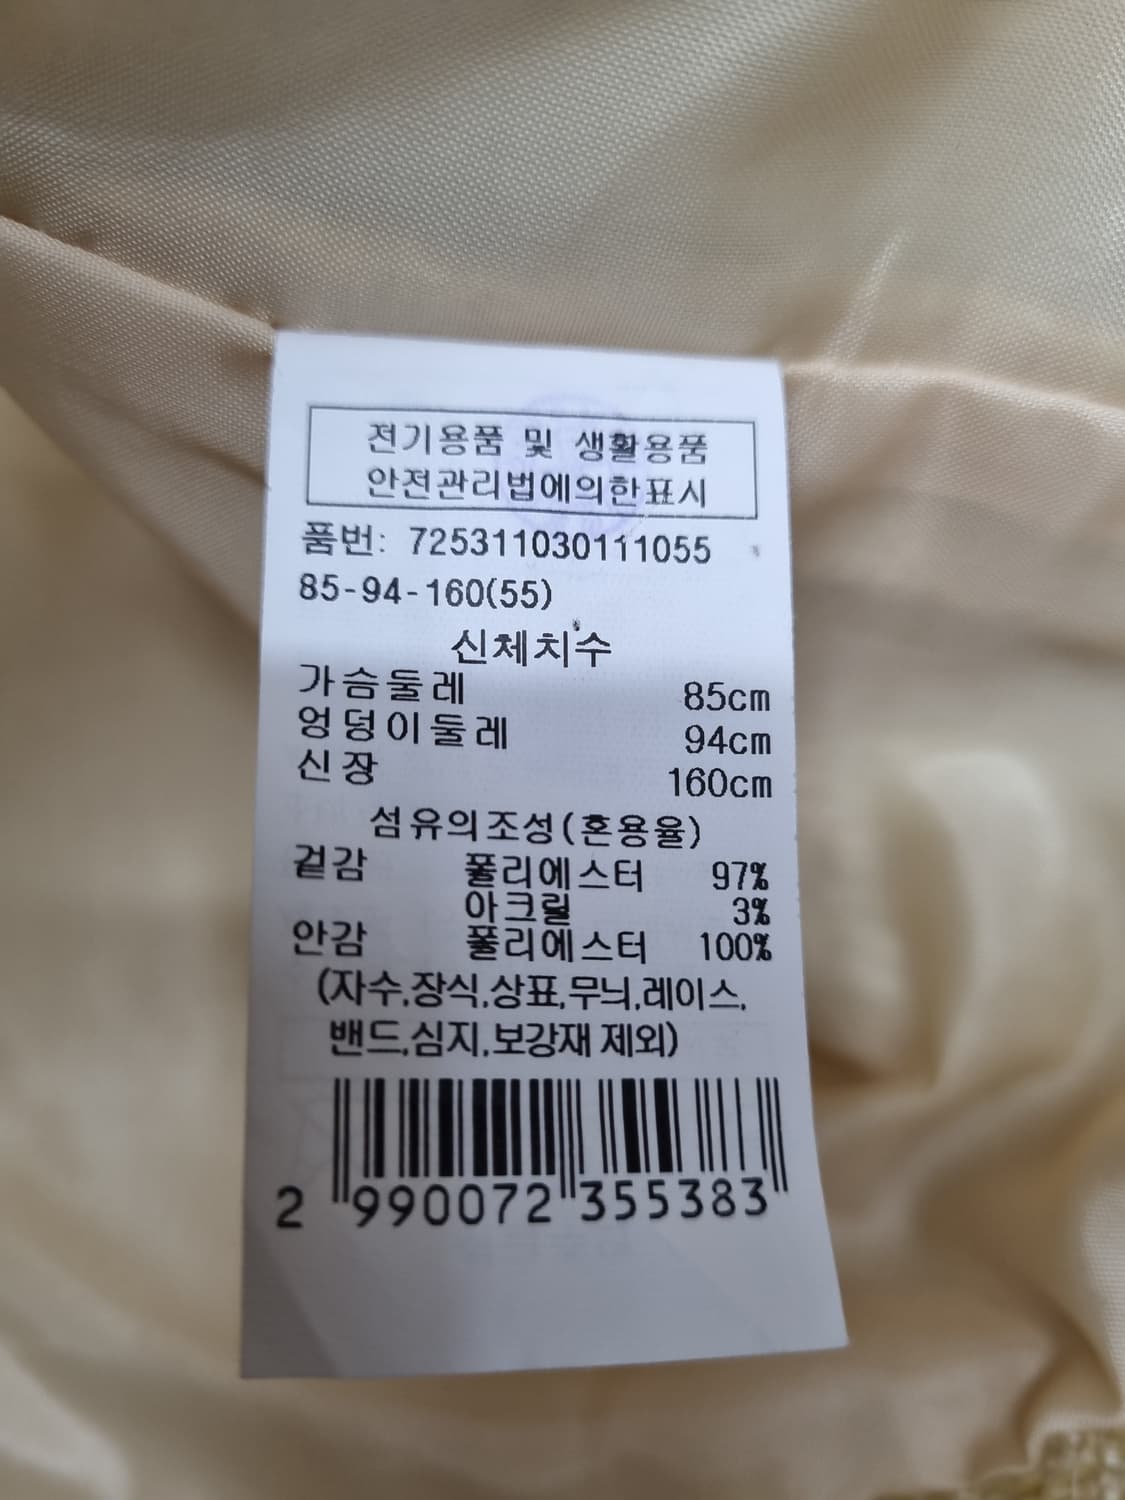 전기용품 및 생활용품
안전관리법에의한표시
품번: 725311030111055
85-94-160(55)
신체치수
가슴둘레 85cm
엉덩이둘레 94cm
신장 160cm
섬유의조성(혼용율)
겉감 폴리에스터 97%
아크릴 3%
안감 폴리에스터 100%
(자수,장식,상표,무늬,레이스,
밴드,심지,보강재 제외)
2 990072 355383